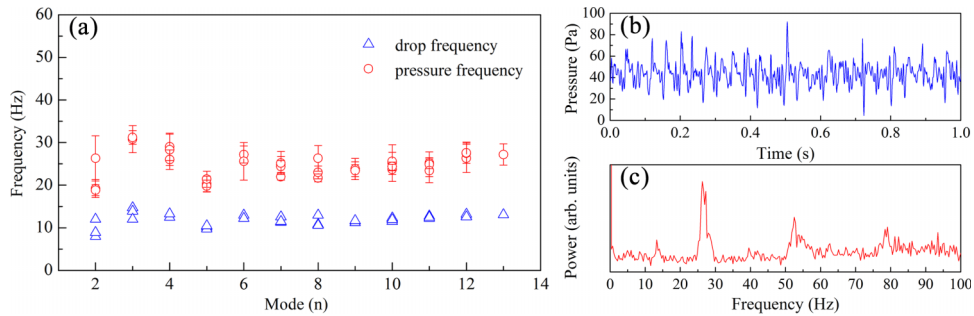 (a)
drop frequency
pressure frequency
Frequency (Hz)
60
50
40
30
20
10
0
2 4 6 8 10 12 14
Mode (n)
(b)
Pressure (Pa)
100
80
60
40
20
0
0.0 0.2 0.4 0.6 0.8 1.0
Time (s)
(c)
Power (arb. units)
0 10 20 30 40 50 60 70 80 90 100
Frequency (Hz)